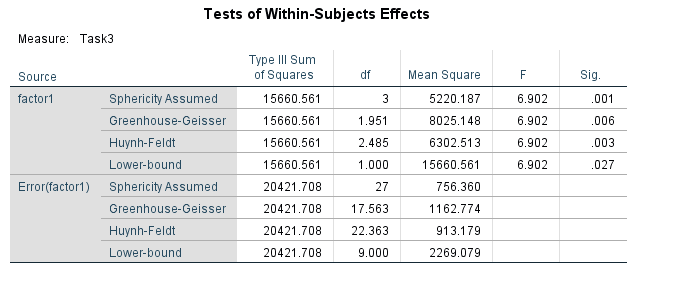 Tests of Within-Subjects Effects
Measure: Task3
Source Type III Sum of Squares df Mean Square F Sig.
factor1 Sphericity Assumed 15660.561 3 5220.187 6.902 .001
Greenhouse-Geisser 15660.561 1.951 8025.148 6.902 .006
Huynh-Feldt 15660.561 2.485 6302.513 6.902 .003
Lower-bound 15660.561 1.000 15660.561 6.902 .027
Error(factor1) Sphericity Assumed 20421.708 27 756.360
Greenhouse-Geisser 20421.708 17.563 1162.774
Huynh-Feldt 20421.708 22.363 913.179
Lower-bound 20421.708 9.000 2269.079